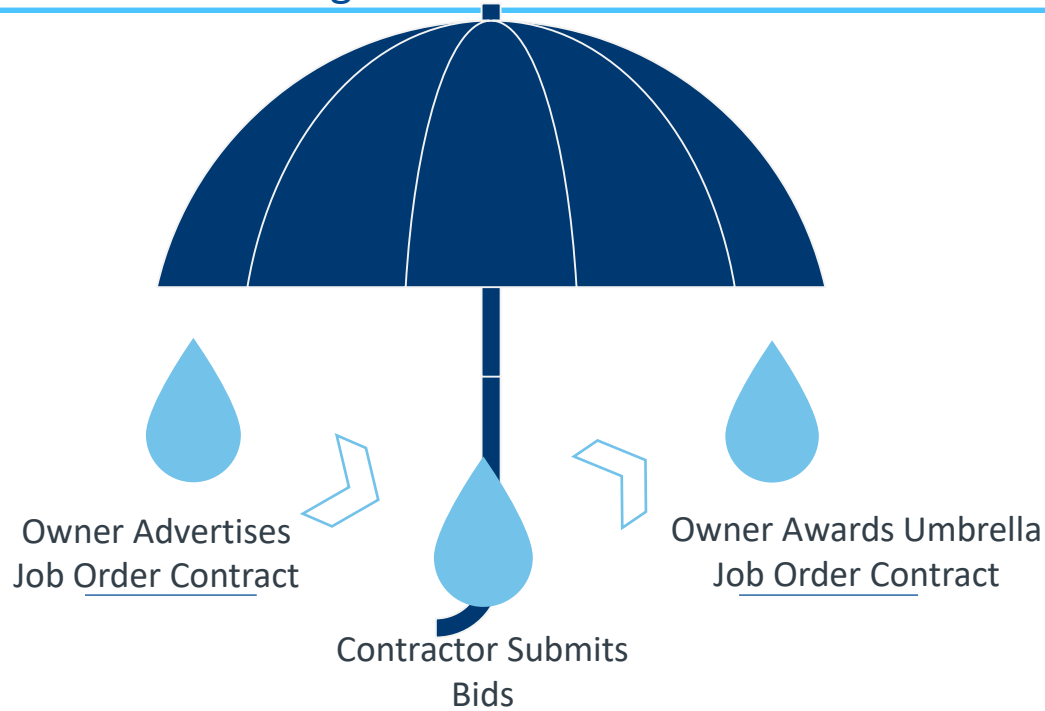 Owner Advertises
Job Order Contract
Contractor Submits
Bids
Owner Awards Umbrella
Job Order Contract